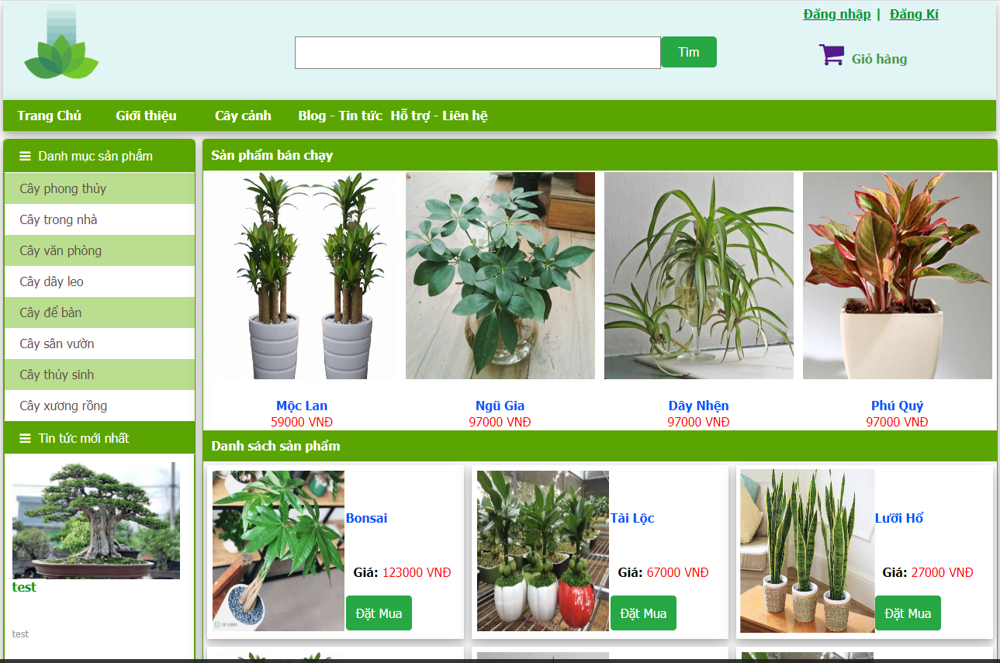 Đăng nhập | Đăng Kí
Tìm
Giỏ hàng
Trang Chủ Giới thiệu Cây cảnh Blog - Tin tức Hỗ trợ - Liên hệ
Danh mục sản phẩm
Cây phong thủy
Cây trong nhà
Cây văn phòng
Cây dây leo
Cây để bàn
Cây sân vườn
Cây thủy sinh
Cây xương rồng
Tin tức mới nhất
test
test
Sản phẩm bán chạy
Mộc Lan
59000 VNĐ
Ngũ Gia
97000 VNĐ
Dây Nhện
97000 VNĐ
Phú Quý
97000 VNĐ
Danh sách sản phẩm
Bonsai
Giá: 123000 VNĐ
Đặt Mua
Tài Lộc
Giá: 67000 VNĐ
Đặt Mua
Lưỡi Hổ
Giá: 27000 VNĐ
Đặt Mua